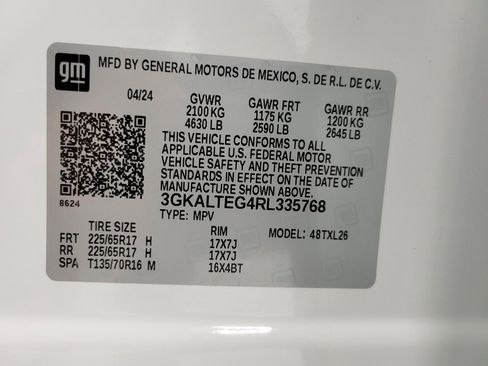 gm MFD BY GENERAL MOTORS DE MEXICO, S. DE R.L. DE C.V.
04/24 GVWR GAWR FRT GAWR RR
2100 KG 1175 KG 1200 KG
4630 LB 2590 LB 2645 LB
THIS VEHICLE CONFORMS TO ALL
APPLICABLE U.S. FEDERAL MOTOR
VEHICLE SAFETY AND THEFT PREVENTION
STANDARDS IN EFFECT ON THE DATE OF
MANUFACTURE SHOWN ABOVE.
8624 3GKALTEG4RL335768
TYPE: MPV
TIRE SIZE RIM MODEL: 48TXL26
FRT 225/65R17 H 17X7J
RR 225/65R17 H 17X7J
SPA T135/70R16 M 16X4BT